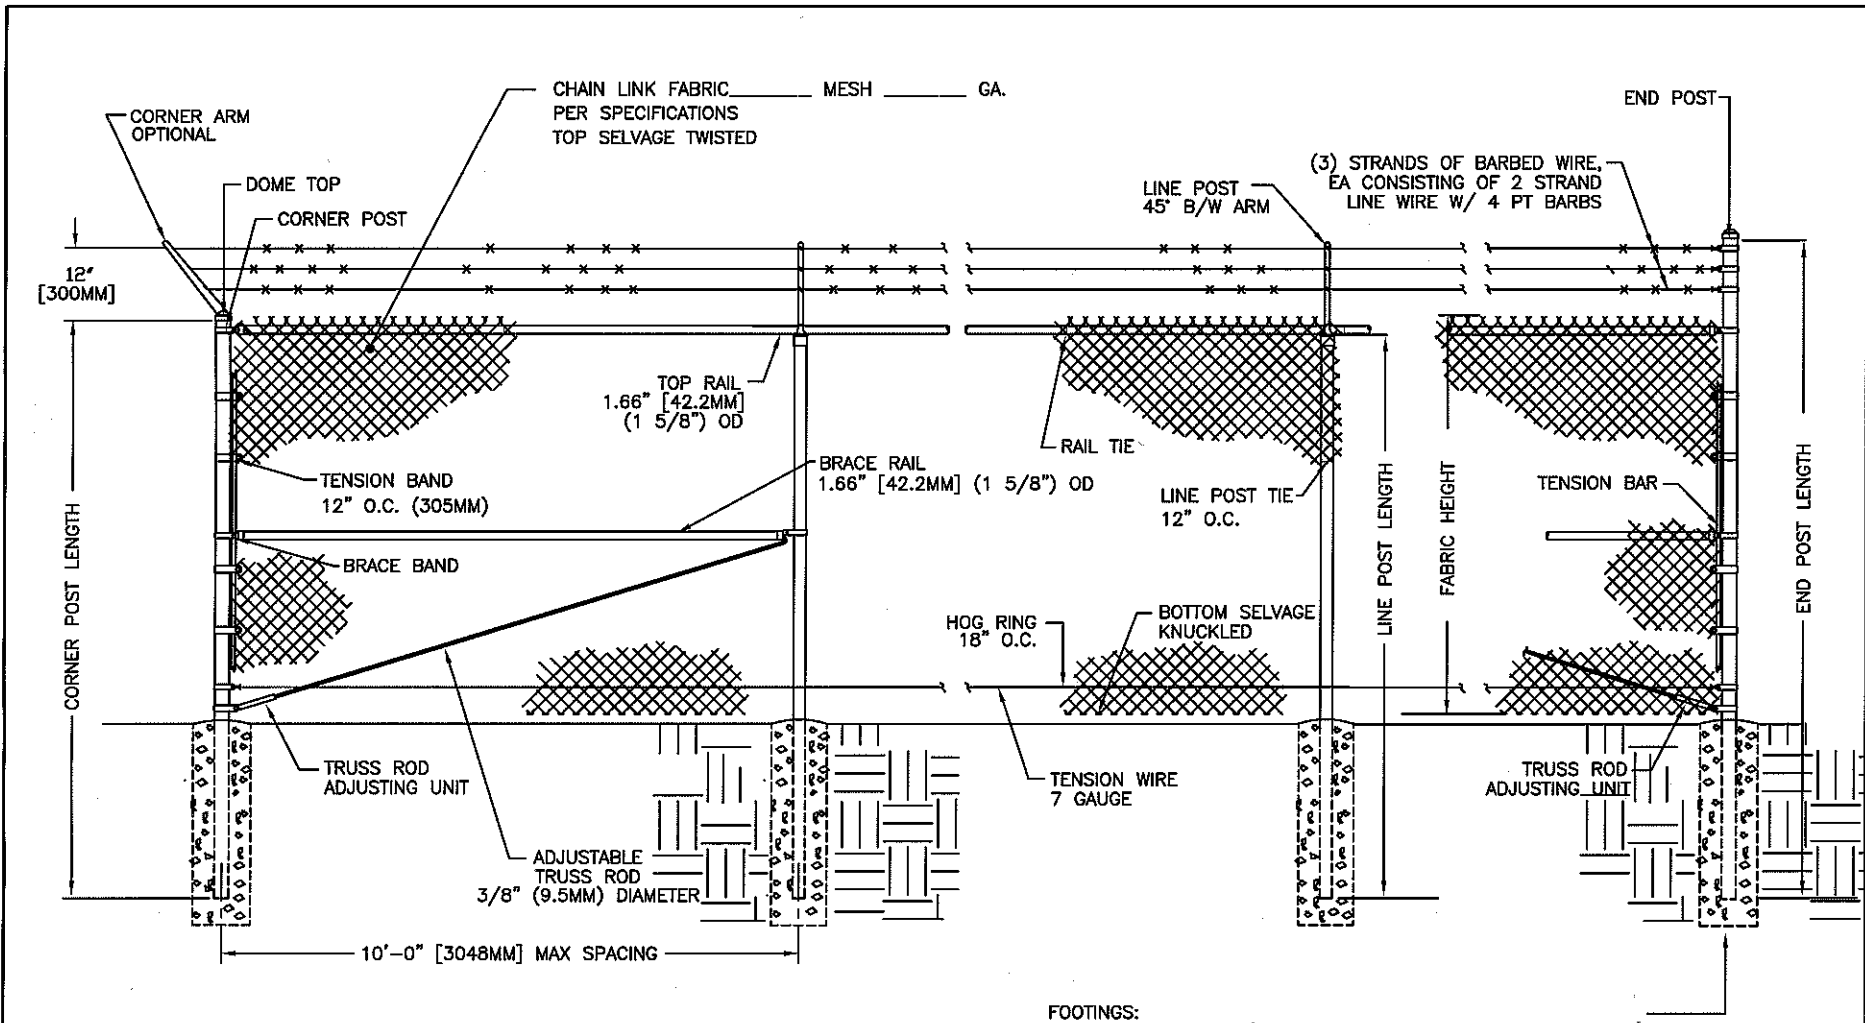 CHAIN LINK FABRIC______ MESH ______ GA.
PER SPECIFICATIONS
TOP SELVAGE TWISTED
CORNER ARM
OPTIONAL
END POST
DOME TOP
CORNER POST
(3) STRANDS OF BARBED WIRE,
EA CONSISTING OF 2 STRAND
LINE WIRE W/ 4 PT BARBS
LINE POST
45° B/W ARM
12"
[300MM]
TOP RAIL
1.66" [42.2MM]
(1 5/8") OD
RAIL TIE
TENSION BAND
12" O.C. (305MM)
BRACE RAIL
1.66" [42.2MM] (1 5/8") OD
LINE POST TIE
12" O.C.
TENSION BAR
CORNER POST LENGTH
LINE POST LENGTH
FABRIC HEIGHT
END POST LENGTH
BRACE BAND
HOG RING
18" O.C.
BOTTOM SELVAGE
KNUCKLED
TRUSS ROD
ADJUSTING UNIT
TENSION WIRE
7 GAUGE
TRUSS ROD
ADJUSTING UNIT
ADJUSTABLE
TRUSS ROD
3/8" (9.5MM) DIAMETER
10'-0" [3048MM] MAX SPACING
FOOTINGS: